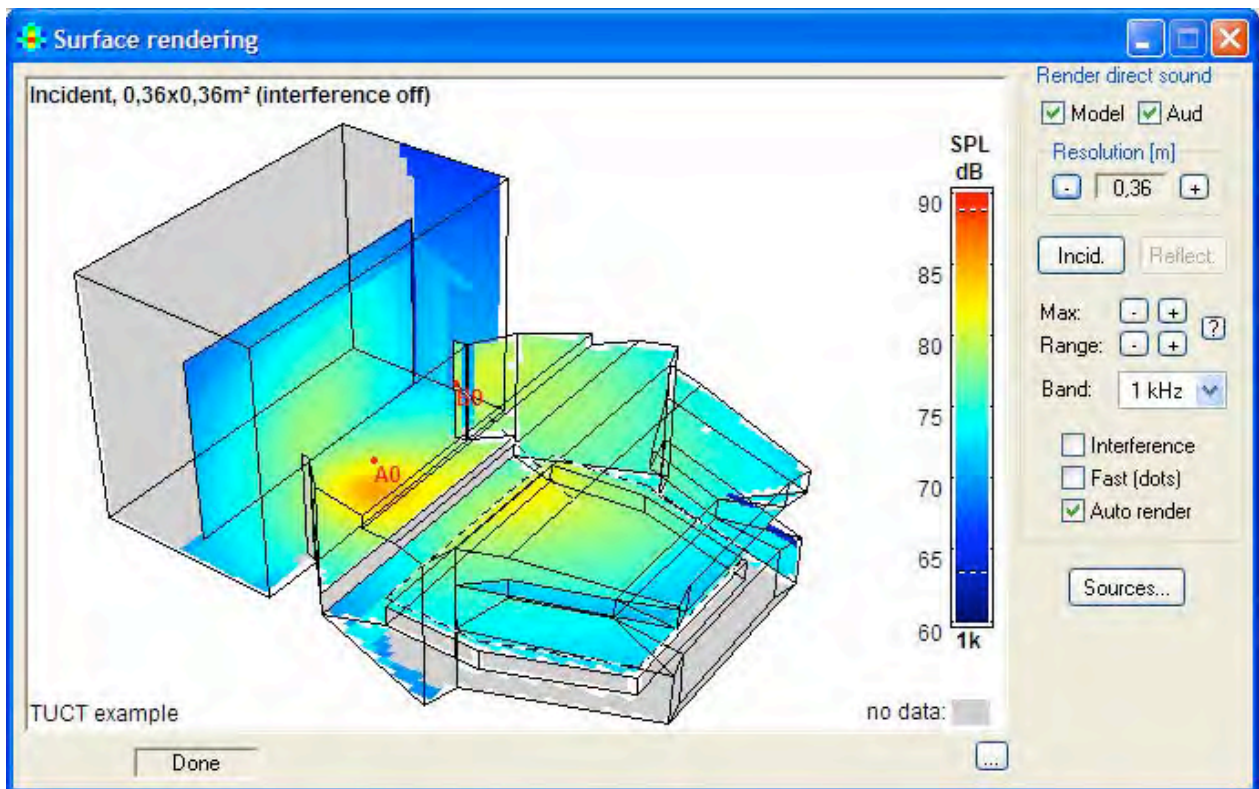 Surface rendering
Incident, 0,36x0,36m² (interference off)
SPL
dB
90
85
80
75
70
65
60
1k
A0
B0
TUCT example
no data:
Done
...
Render direct sound
Model Aud
Resolution [m]
- 0,36 +
Incid. Reflect.
Max: - +
Range: - +
?
Band: 1 kHz
Interference
Fast (dots)
Auto render
Sources...